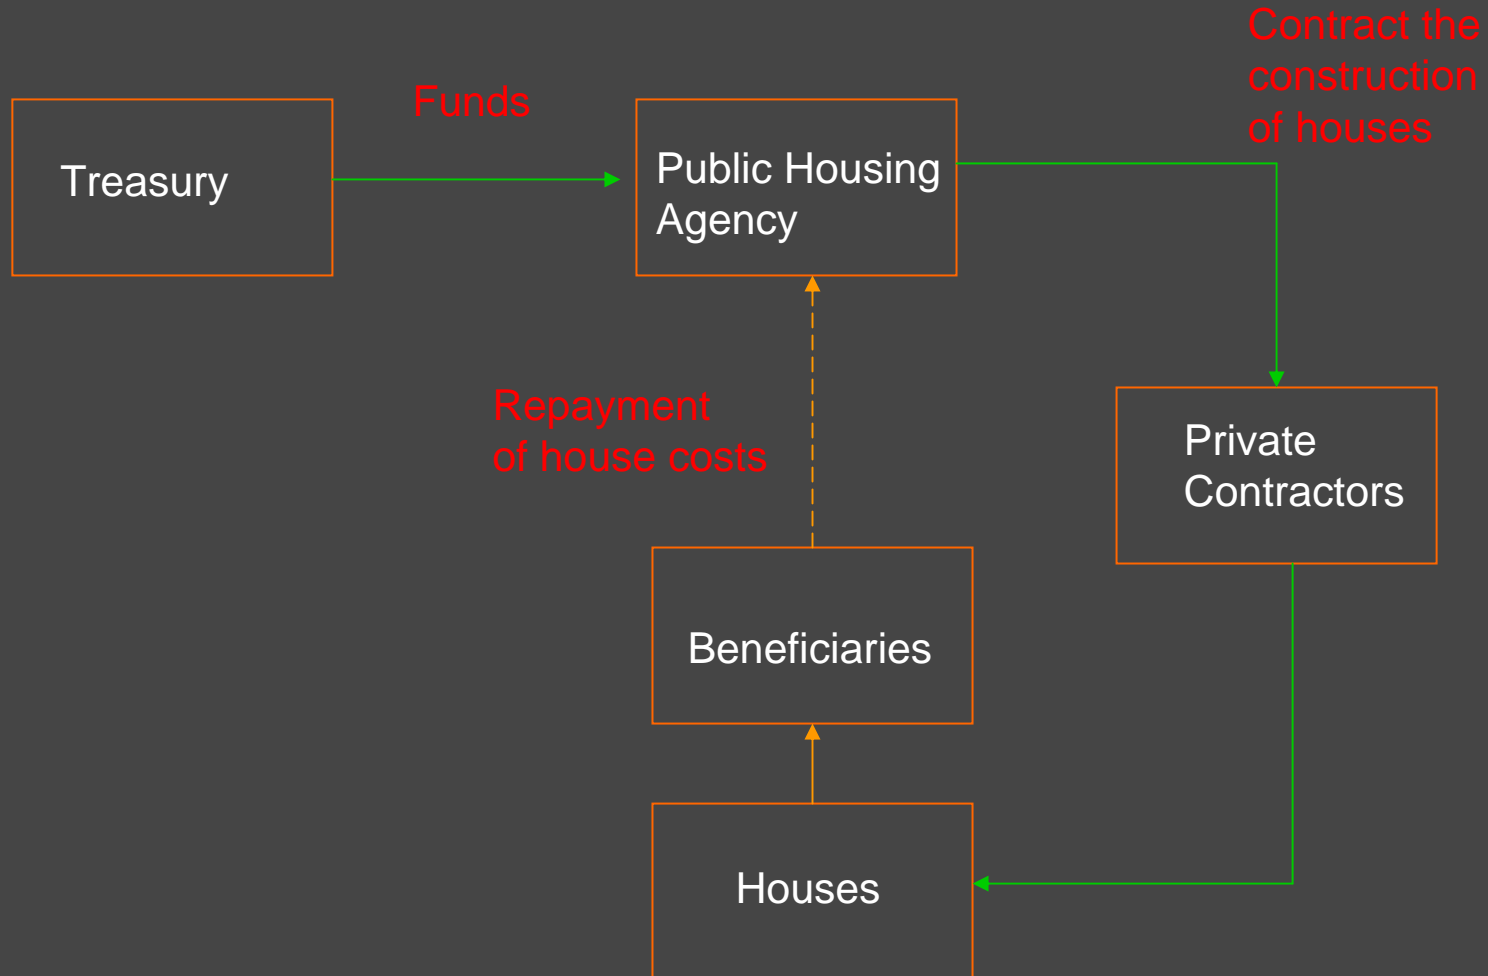 Contract the
construction
of houses
Funds
Treasury
Public Housing
Agency
Repayment
of house costs
Private
Contractors
Beneficiaries
Houses